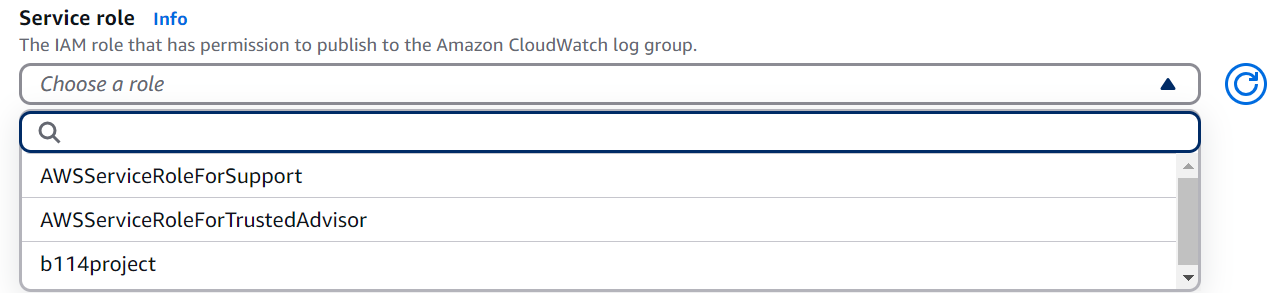 Service role Info
The IAM role that has permission to publish to the Amazon CloudWatch log group.
Choose a role
AWSServiceRoleForSupport
AWSServiceRoleForTrustedAdvisor
b114project